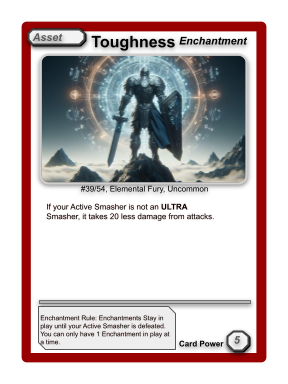 Asset
Toughness Enchantment
#39/54, Elemental Fury, Uncommon
If your Active Smasher is not an ULTRA
Smasher, it takes 20 less damage from attacks.
Enchantment Rule: Enchantments Stay in
play until your Active Smasher is defeated.
You can only have 1 Enchantment in play at
a time.
Card Power 5